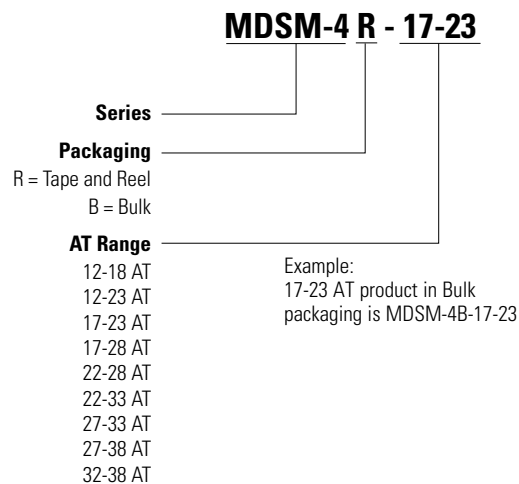 MDSM-4 R - 17-23
Series
Packaging
R = Tape and Reel
B = Bulk
AT Range
12-18 AT
12-23 AT
17-23 AT
17-28 AT
22-28 AT
22-33 AT
27-33 AT
27-38 AT
32-38 AT
Example:
17-23 AT product in Bulk
packaging is MDSM-4B-17-23